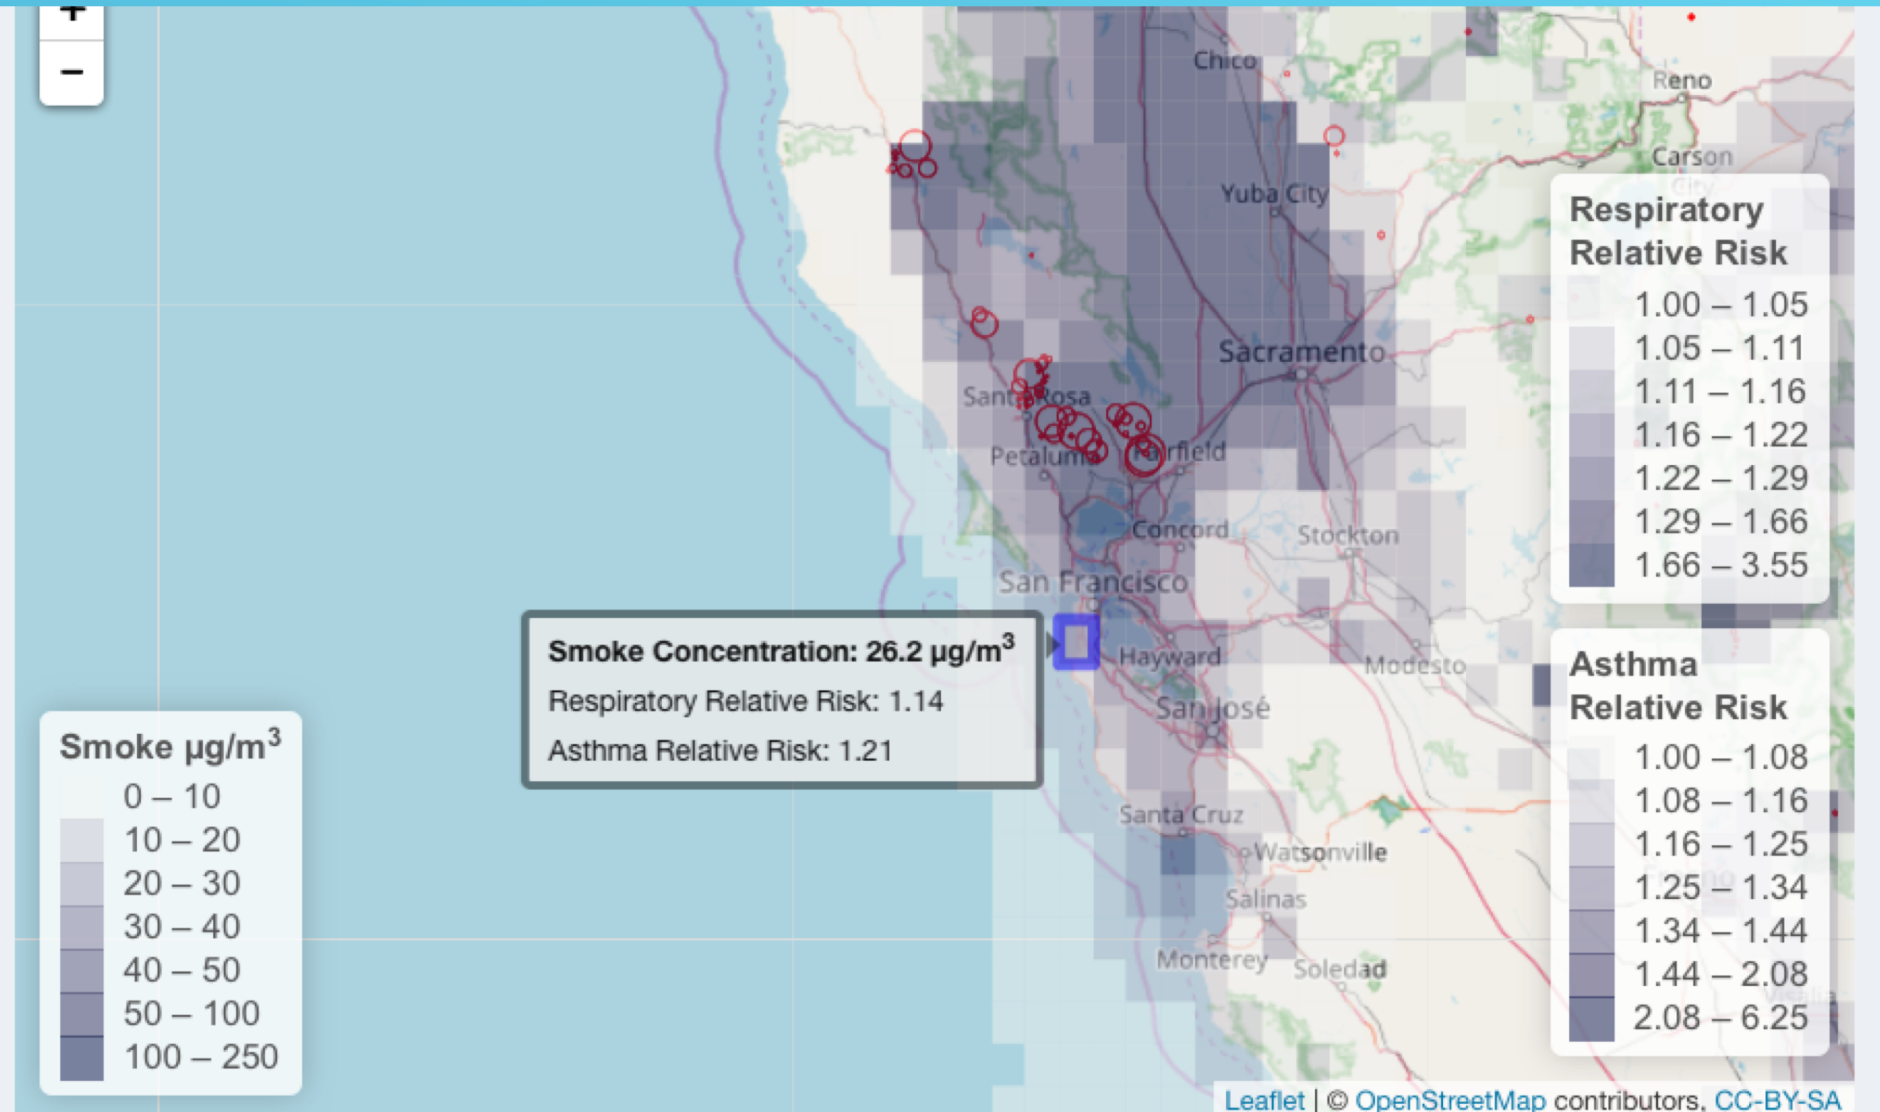 +
−
Chico
Reno
Carson
City
Yuba City
Sacramento
Santa Rosa
Petaluma
Fairfield
Concord
Stockton
San Francisco
Hayward
Modesto
San José
Santa Cruz
Watsonville
Salinas
Monterey
Soledad
Fresno
Visalia
Smoke Concentration: 26.2 µg/m³
Respiratory Relative Risk: 1.14
Asthma Relative Risk: 1.21
Smoke µg/m³
0 – 10
10 – 20
20 – 30
30 – 40
40 – 50
50 – 100
100 – 250
Respiratory
Relative Risk
1.00 – 1.05
1.05 – 1.11
1.11 – 1.16
1.16 – 1.22
1.22 – 1.29
1.29 – 1.66
1.66 – 3.55
Asthma
Relative Risk
1.00 – 1.08
1.08 – 1.16
1.16 – 1.25
1.25 – 1.34
1.34 – 1.44
1.44 – 2.08
2.08 – 6.25
Leaflet | © OpenStreetMap contributors, CC-BY-SA